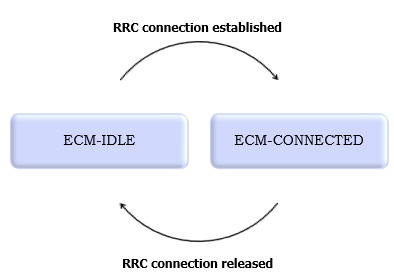 RRC connection established
ECM-IDLE
ECM-CONNECTED
RRC connection released